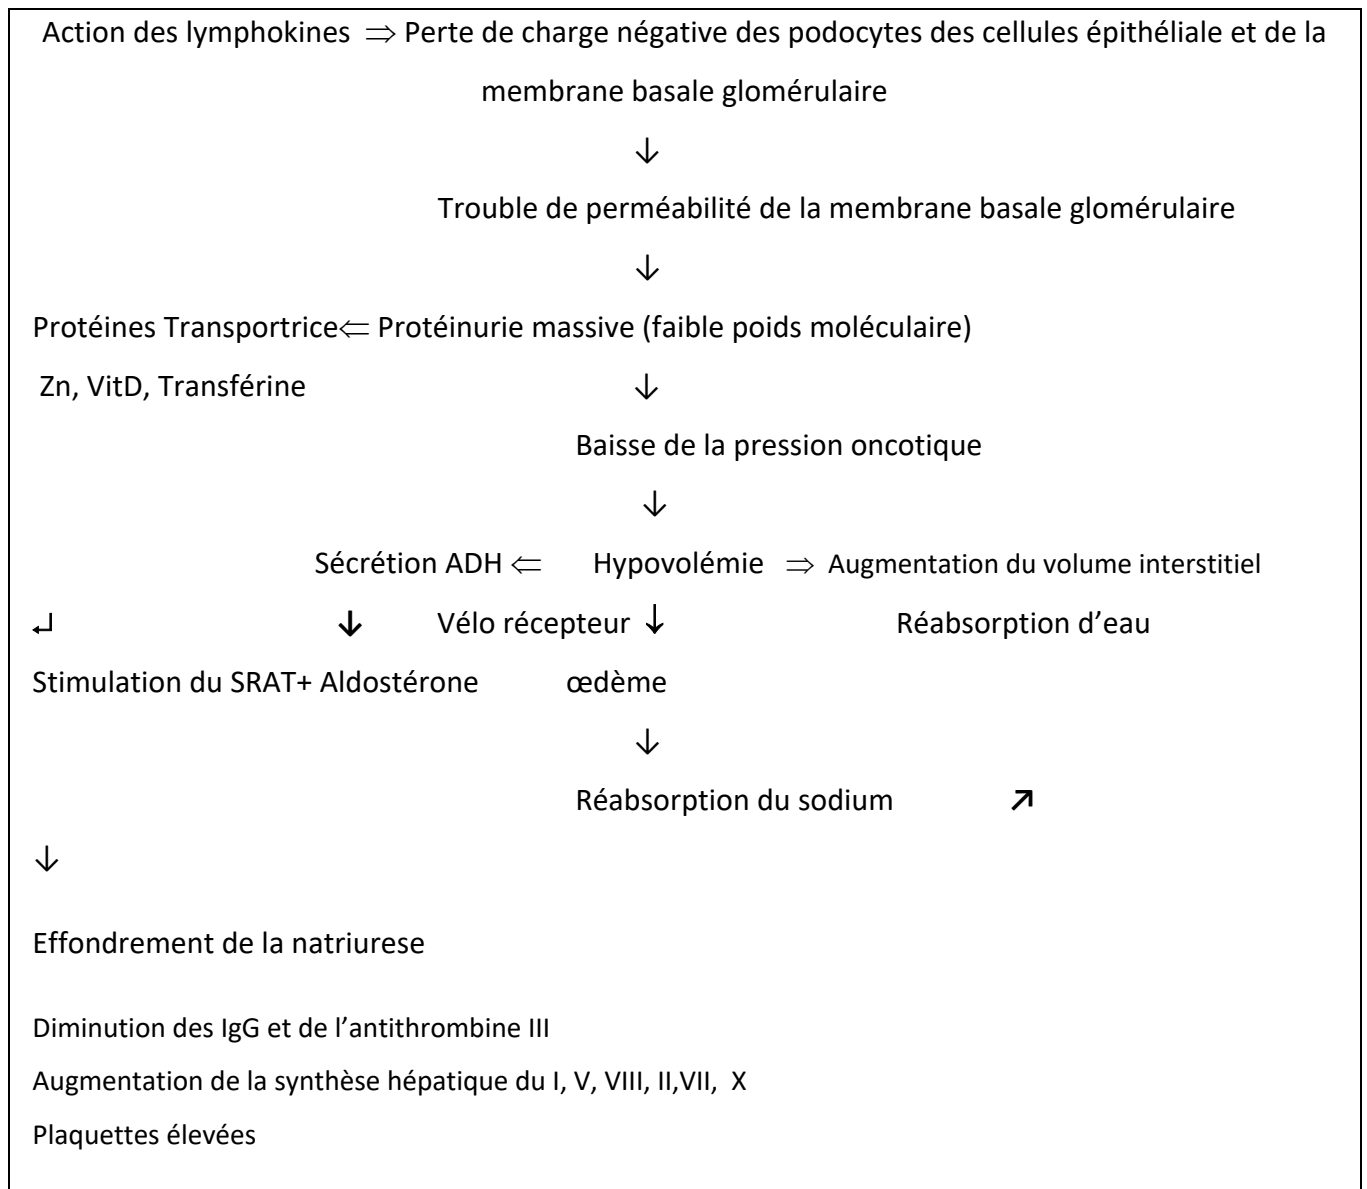 Action des lymphokines ⇒ Perte de charge négative des podocytes des cellules épithéliale et de la
membrane basale glomérulaire
↓
Trouble de perméabilité de la membrane basale glomérulaire
↓
Protéines Transportrice⇐ Protéinurie massive (faible poids moléculaire)
Zn, VitD, Transférine ↓
Baisse de la pression oncotique
↓
Sécrétion ADH ⇐ Hypovolémie ⇒ Augmentation du volume interstitiel
↲ ↓ Vélo récepteur ↓ Réabsorption d’eau
Stimulation du SRAT+ Aldostérone œdème
↓
Réabsorption du sodium ↗
↓
Effondrement de la natriurese
Diminution des IgG et de l’antithrombine III
Augmentation de la synthèse hépatique du I, V, VIII, II,VII, X
Plaquettes élevées